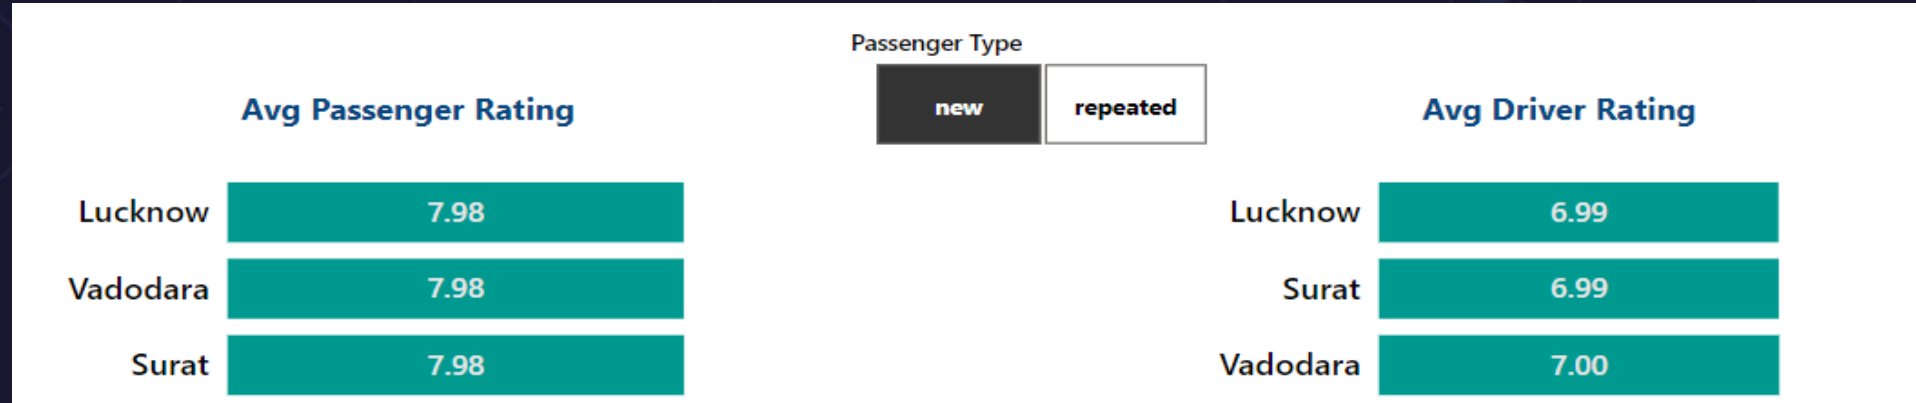 Passenger Type
new
repeated
Avg Passenger Rating
Lucknow 7.98
Vadodara 7.98
Surat 7.98
Avg Driver Rating
Lucknow 6.99
Surat 6.99
Vadodara 7.00